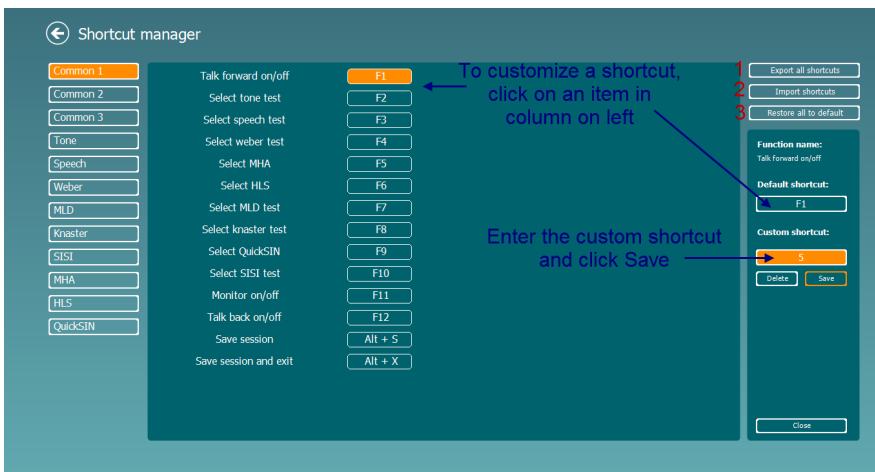 Shortcut manager
Common 1
Common 2
Common 3
Tone
Speech
Weber
MLD
Knaster
SISI
MHA
HLS
QuickSIN
Talk forward on/off F1
Select tone test F2
Select speech test F3
Select weber test F4
Select MHA F5
Select HLS F6
Select MLD test F7
Select knaster test F8
Select QuickSIN F9
Select SISI test F10
Monitor on/off F11
Talk back on/off F12
Save session Alt + S
Save session and exit Alt + X
To customize a shortcut,
click on an item in
column on left
Enter the custom shortcut
and click Save
1 Export all shortcuts
2 Import shortcuts
3 Restore all to default
Function name:
Talk forward on/off
Default shortcut:
F1
Custom shortcut:
5
Delete Save
Close